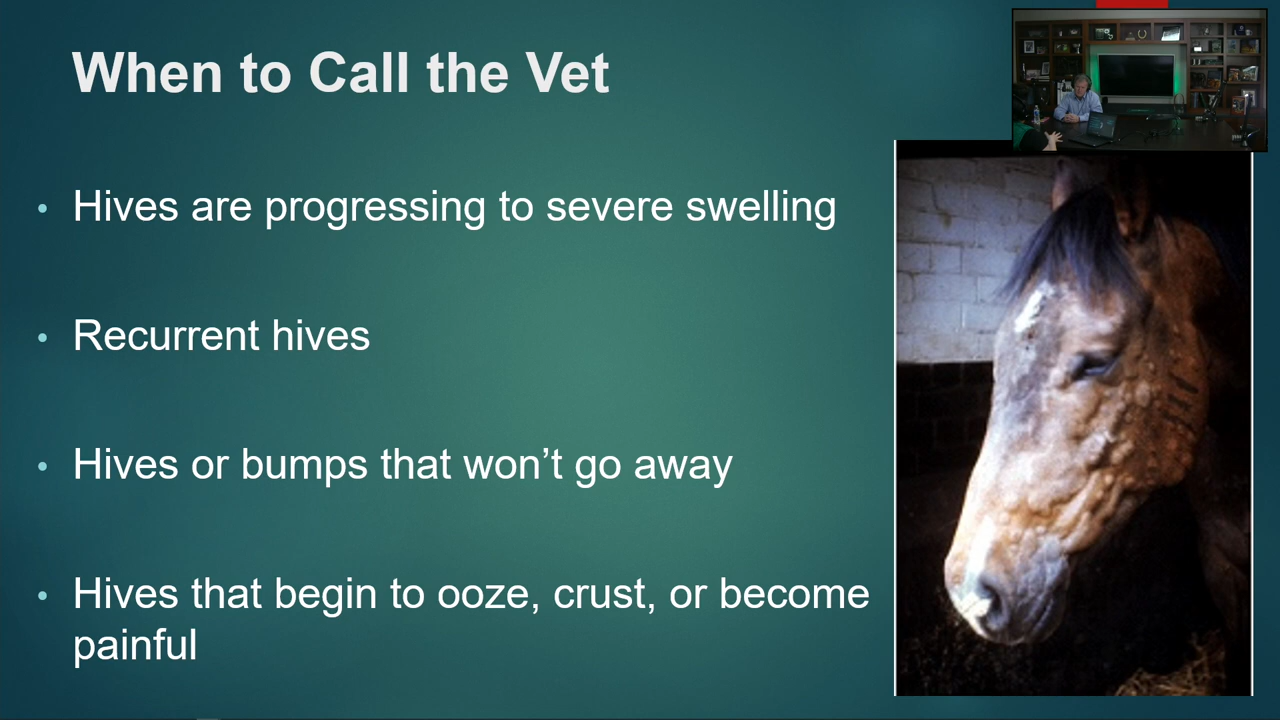 When to Call the Vet
• Hives are progressing to severe swelling
• Recurrent hives
• Hives or bumps that won’t go away
• Hives that begin to ooze, crust, or become
painful